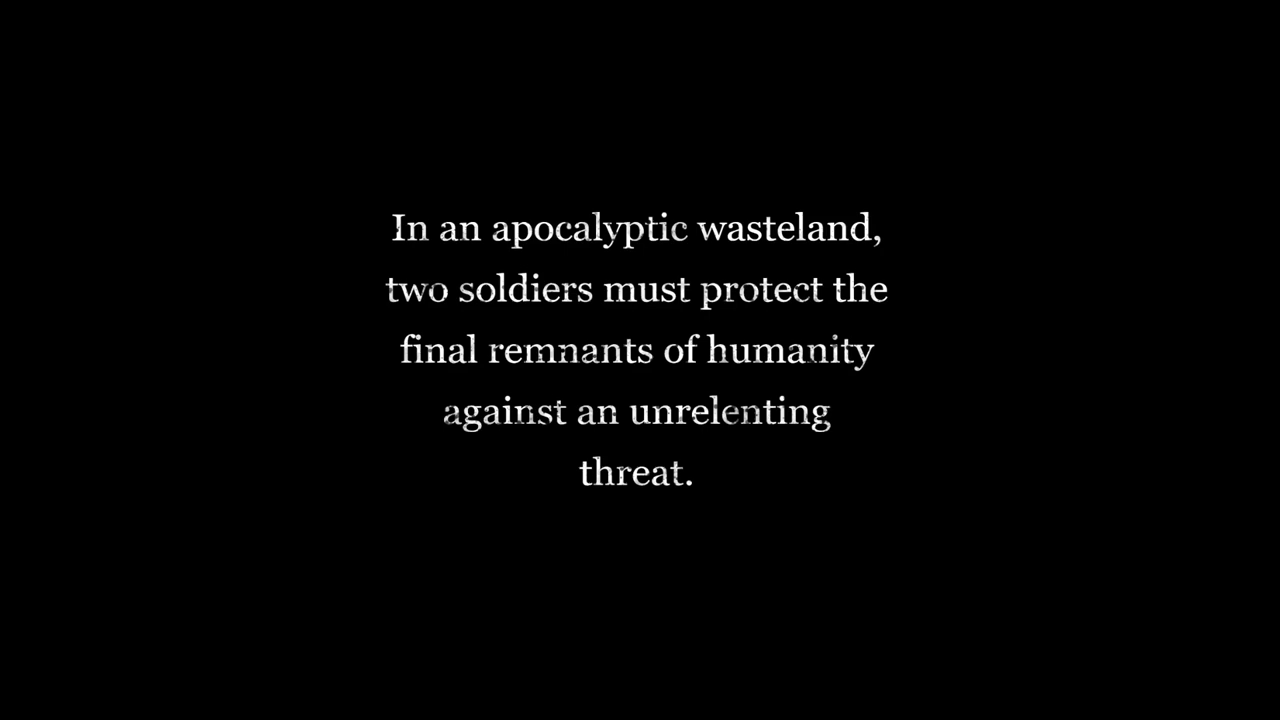 In an apocalyptic wasteland,
two soldiers must protect the
final remnants of humanity
against an unrelenting
threat.